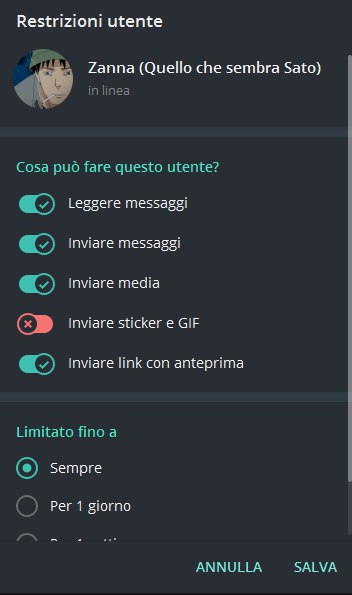 Restrizioni utente
Zanna (Quello che sembra Sato)
in linea
Cosa può fare questo utente?
Leggere messaggi
Inviare messaggi
Inviare media
Inviare sticker e GIF
Inviare link con anteprima
Limitato fino a
Sempre
Per 1 giorno
ANNULLA SALVA